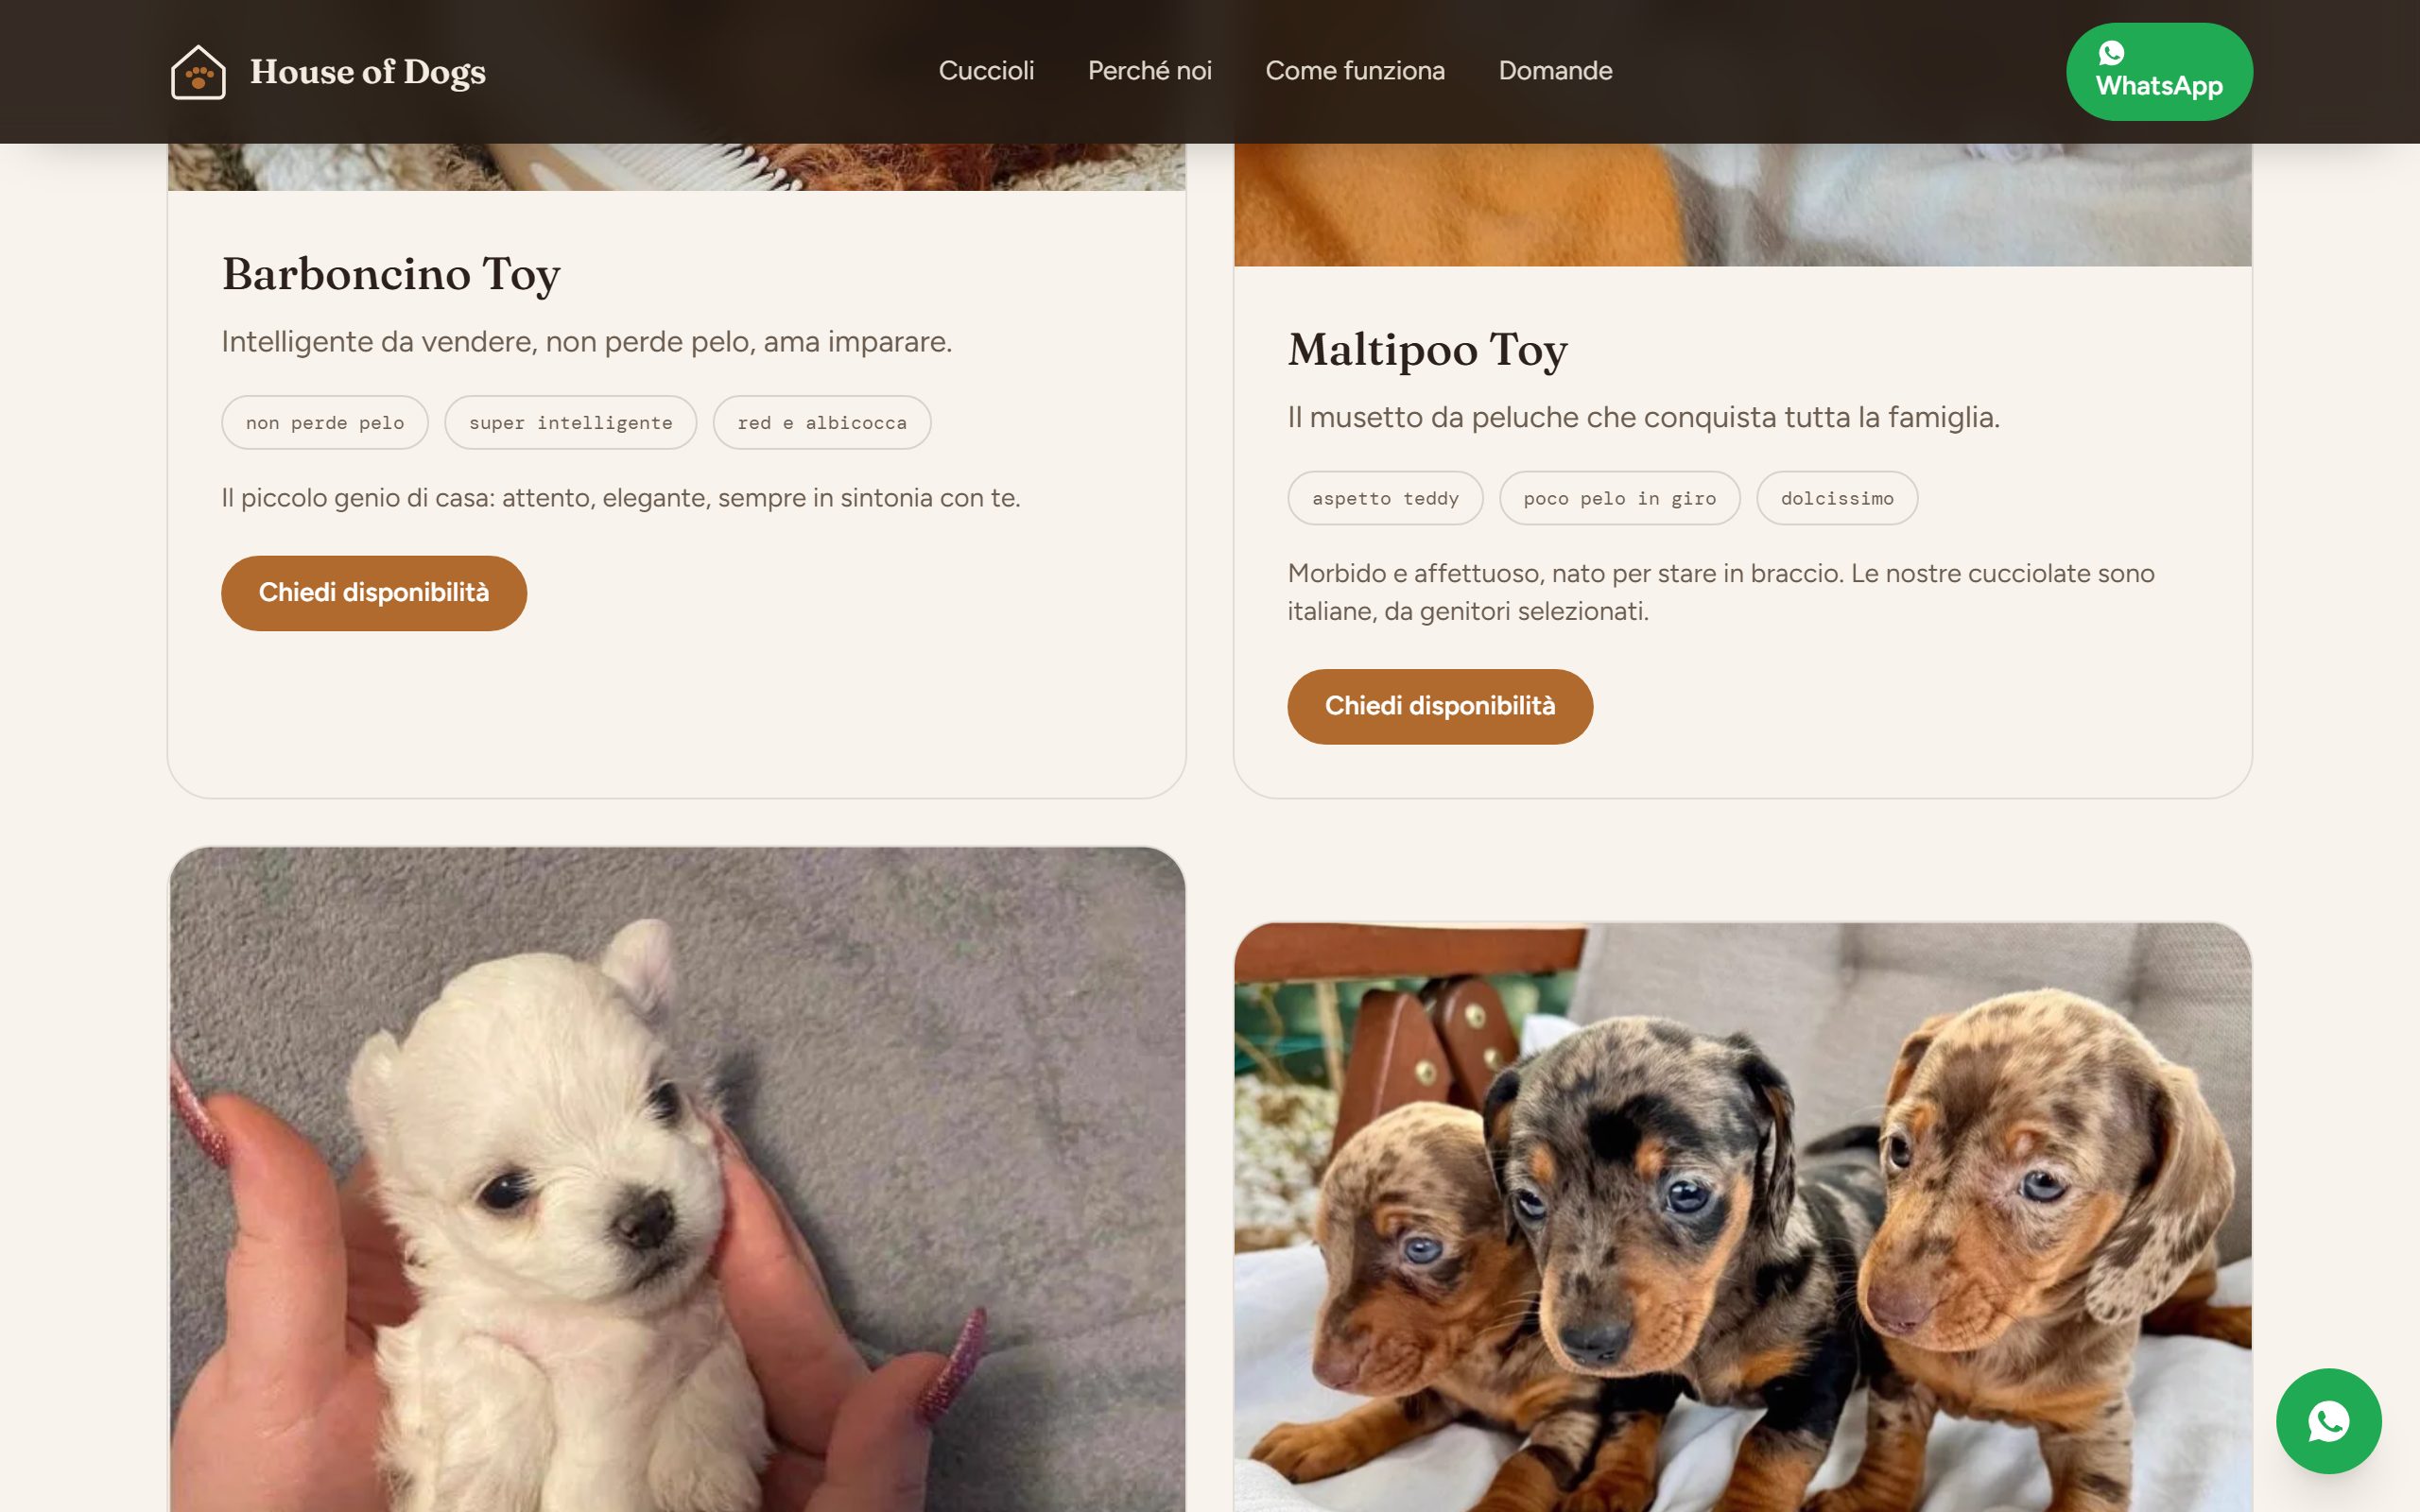 House of Dogs
Cuccioli
Perché noi
Come funziona
Domande
WhatsApp
Barboncino Toy
Intelligente da vendere, non perde pelo, ama imparare.
non perde pelo
super intelligente
red e albicocca
Il piccolo genio di casa: attento, elegante, sempre in sintonia con te.
Chiedi disponibilità
Maltipoo Toy
Il musetto da peluche che conquista tutta la famiglia.
aspetto teddy
poco pelo in giro
dolcissimo
Morbido e affettuoso, nato per stare in braccio. Le nostre cucciolate sono
italiane, da genitori selezionati.
Chiedi disponibilità